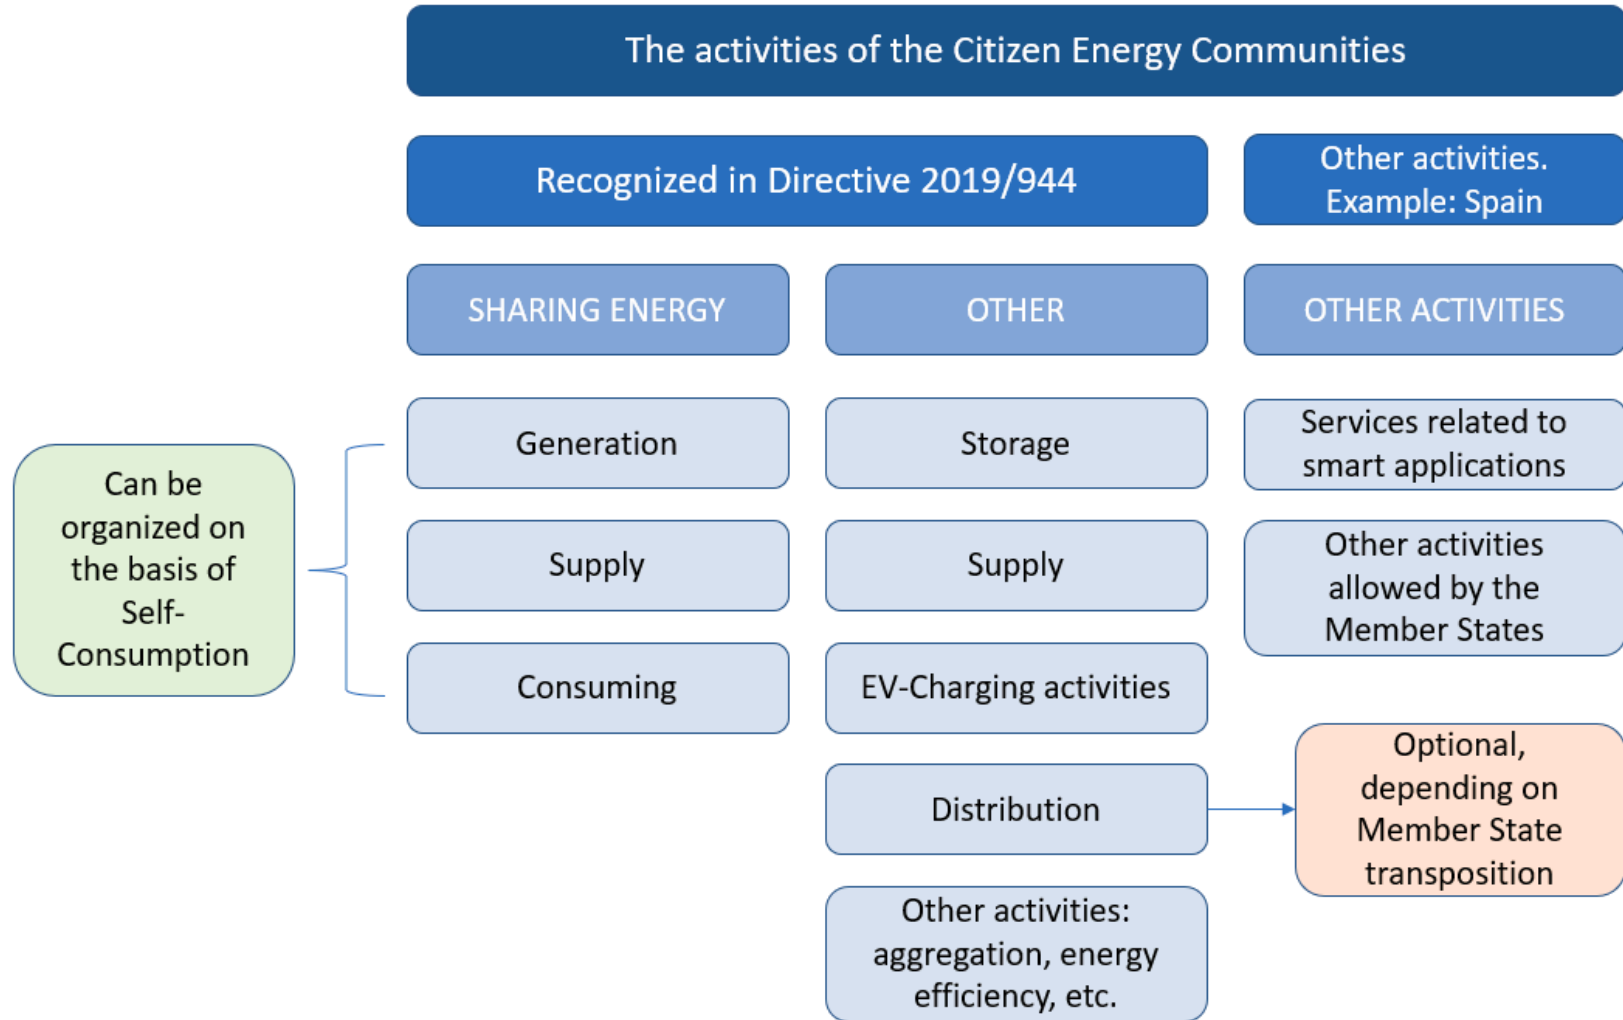 The activities of the Citizen Energy Communities
Recognized in Directive 2019/944
Other activities.
Example: Spain
SHARING ENERGY
OTHER
OTHER ACTIVITIES
Can be
organized on
the basis of
Self-
Consumption
Generation
Supply
Consuming
Storage
Supply
EV-Charging activities
Distribution
Other activities:
aggregation, energy
efficiency, etc.
Services related to
smart applications
Other activities
allowed by the
Member States
Optional,
depending on
Member State
transposition